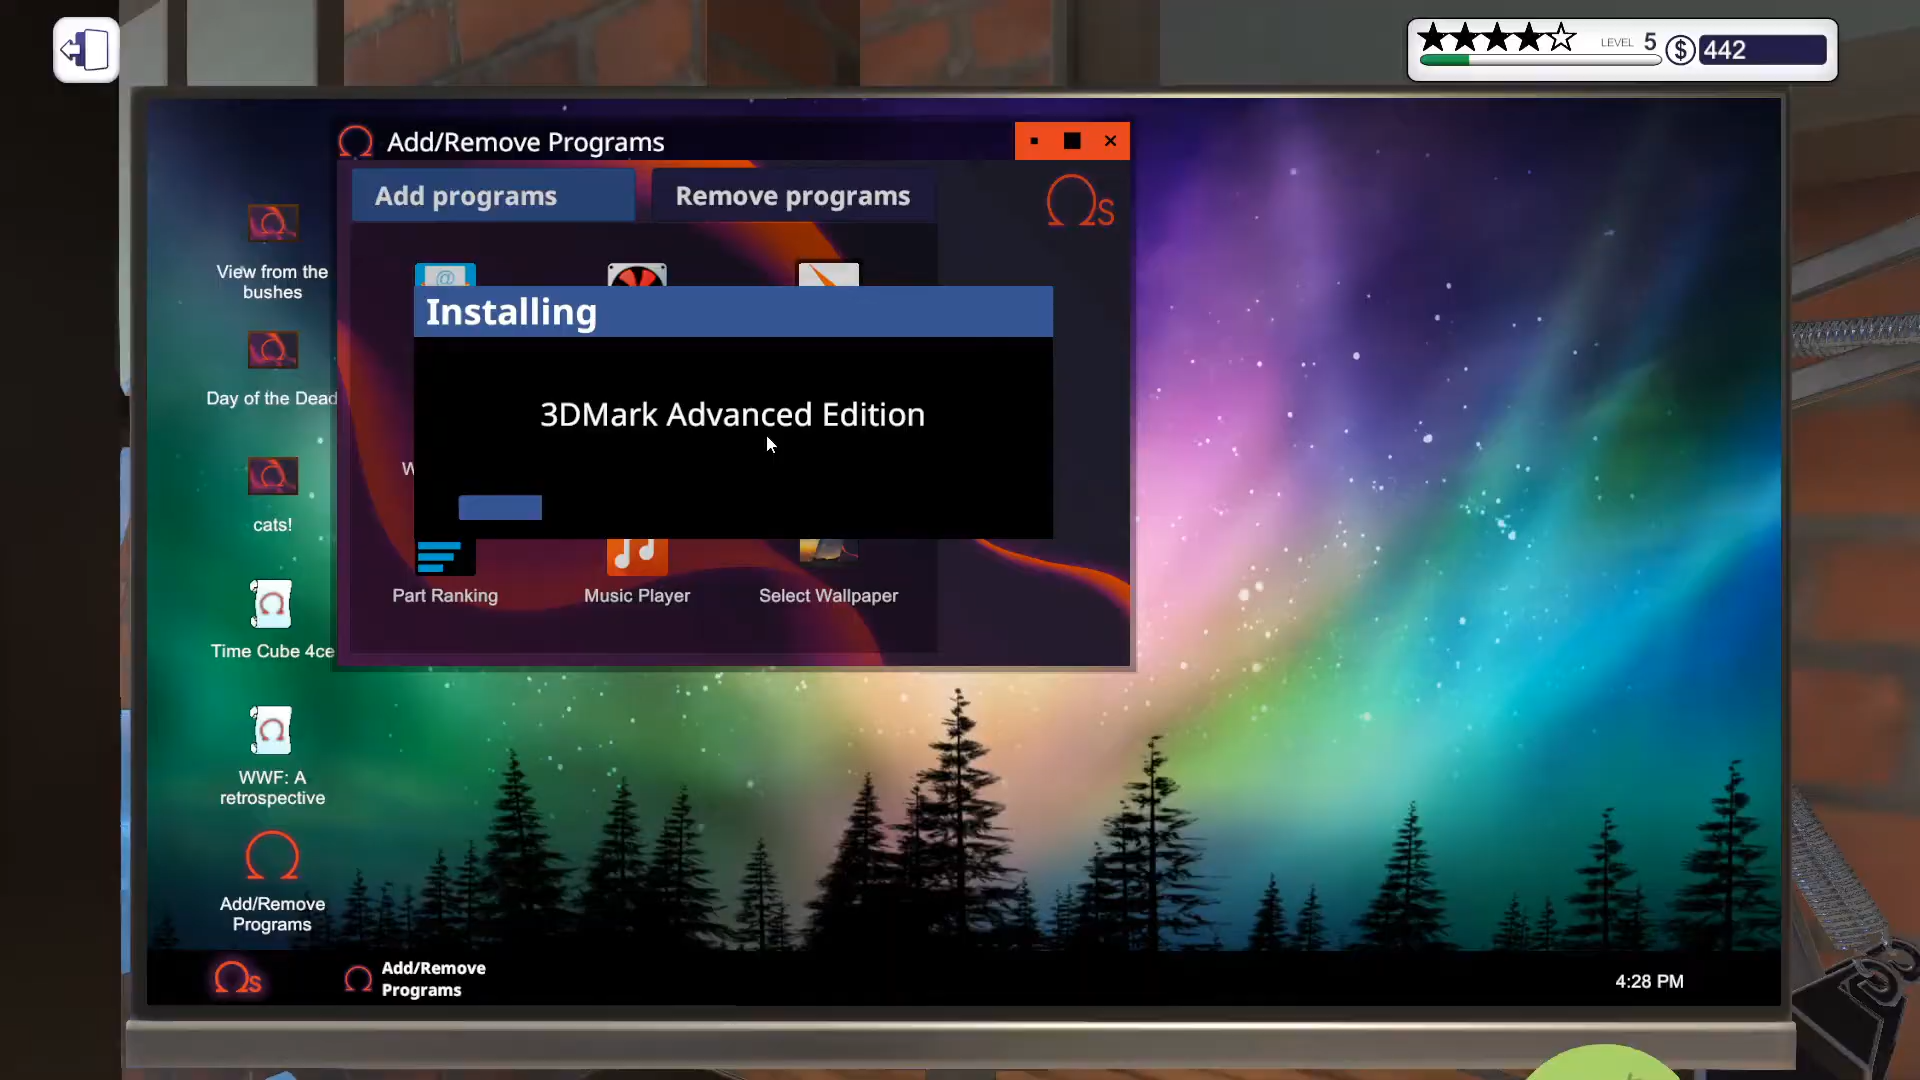 LEVEL 5
$ 442
Add/Remove Programs
Add programs
Remove programs
Ωs
View from the
bushes
Installing
3DMark Advanced Edition
Day of the Dead
W
cats!
Part Ranking
Music Player
Select Wallpaper
Time Cube 4ce
WWF: A
retrospective
Add/Remove
Programs
Ωs
Add/Remove
Programs
4:28 PM